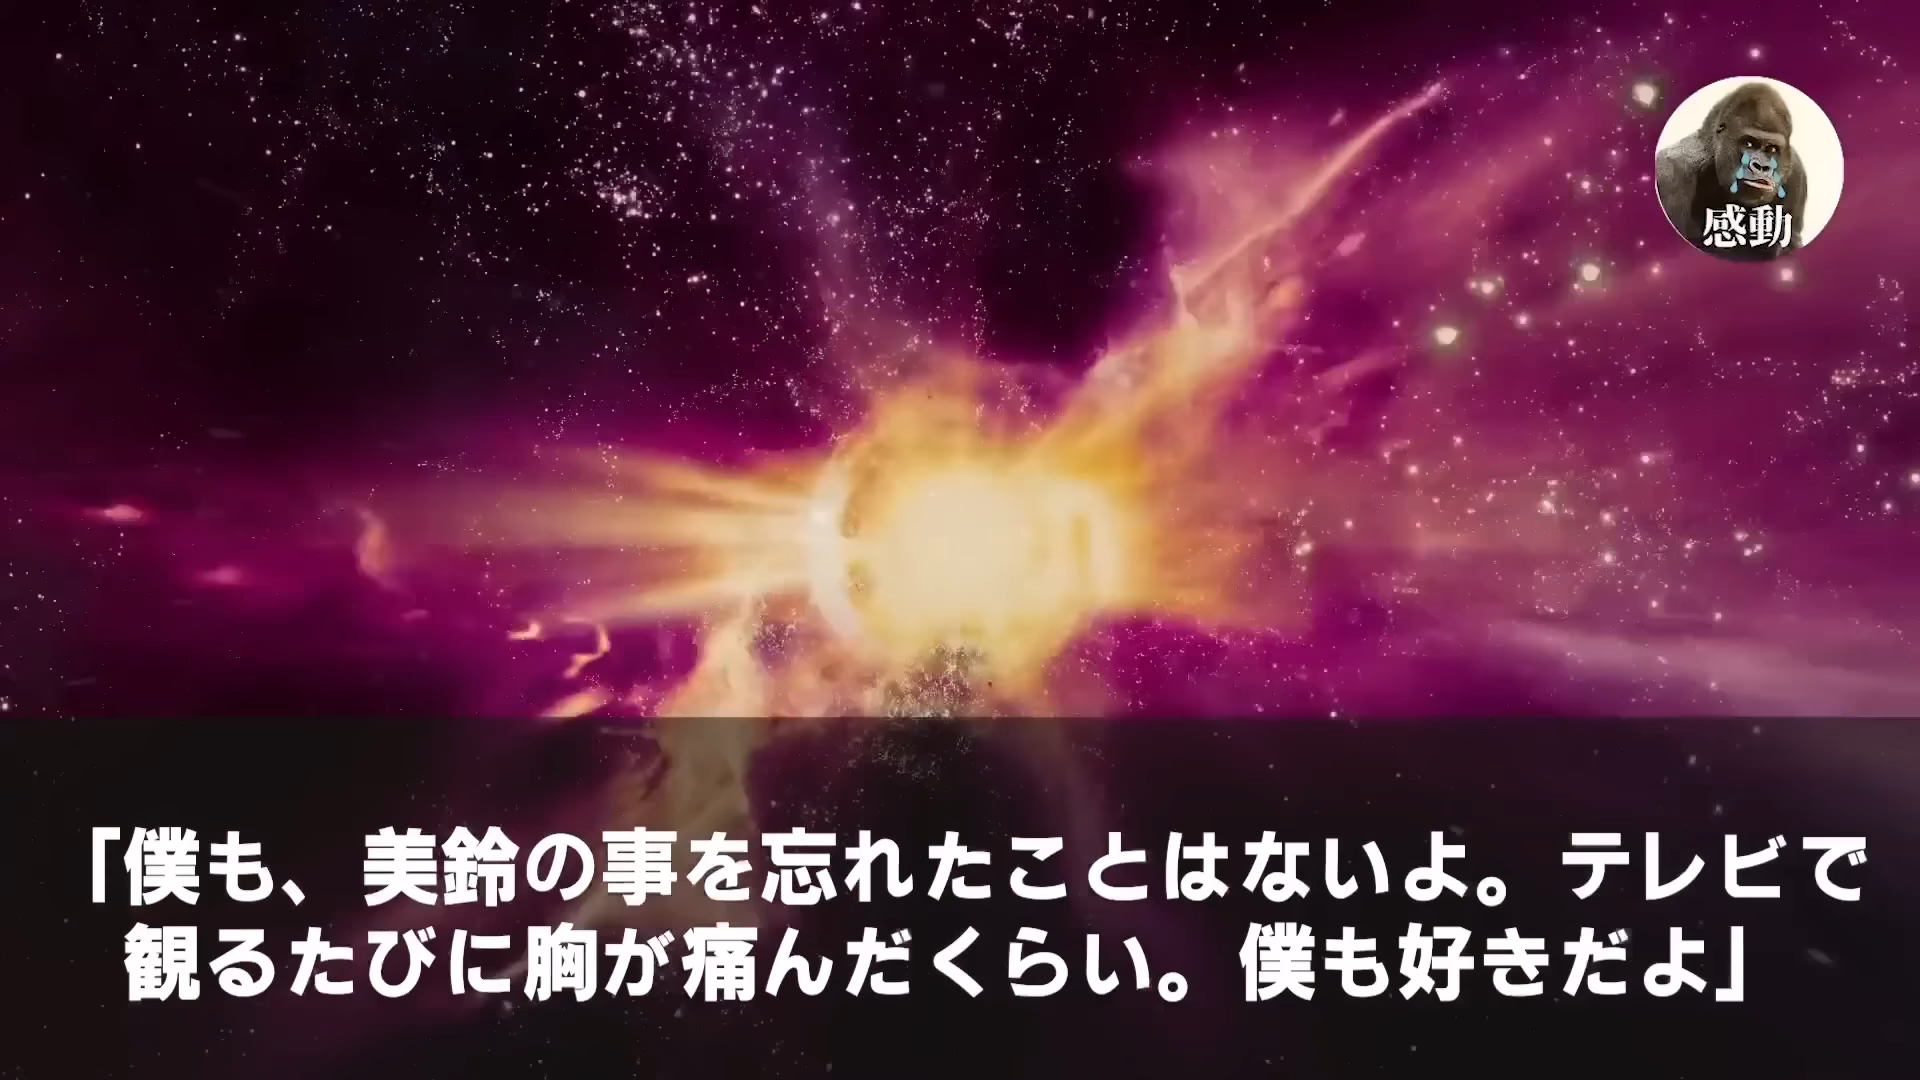 感動
「僕も、美鈴の事を忘れたことはないよ。テレビで
観るたびに胸が痛んだくらい。僕も好きだよ」